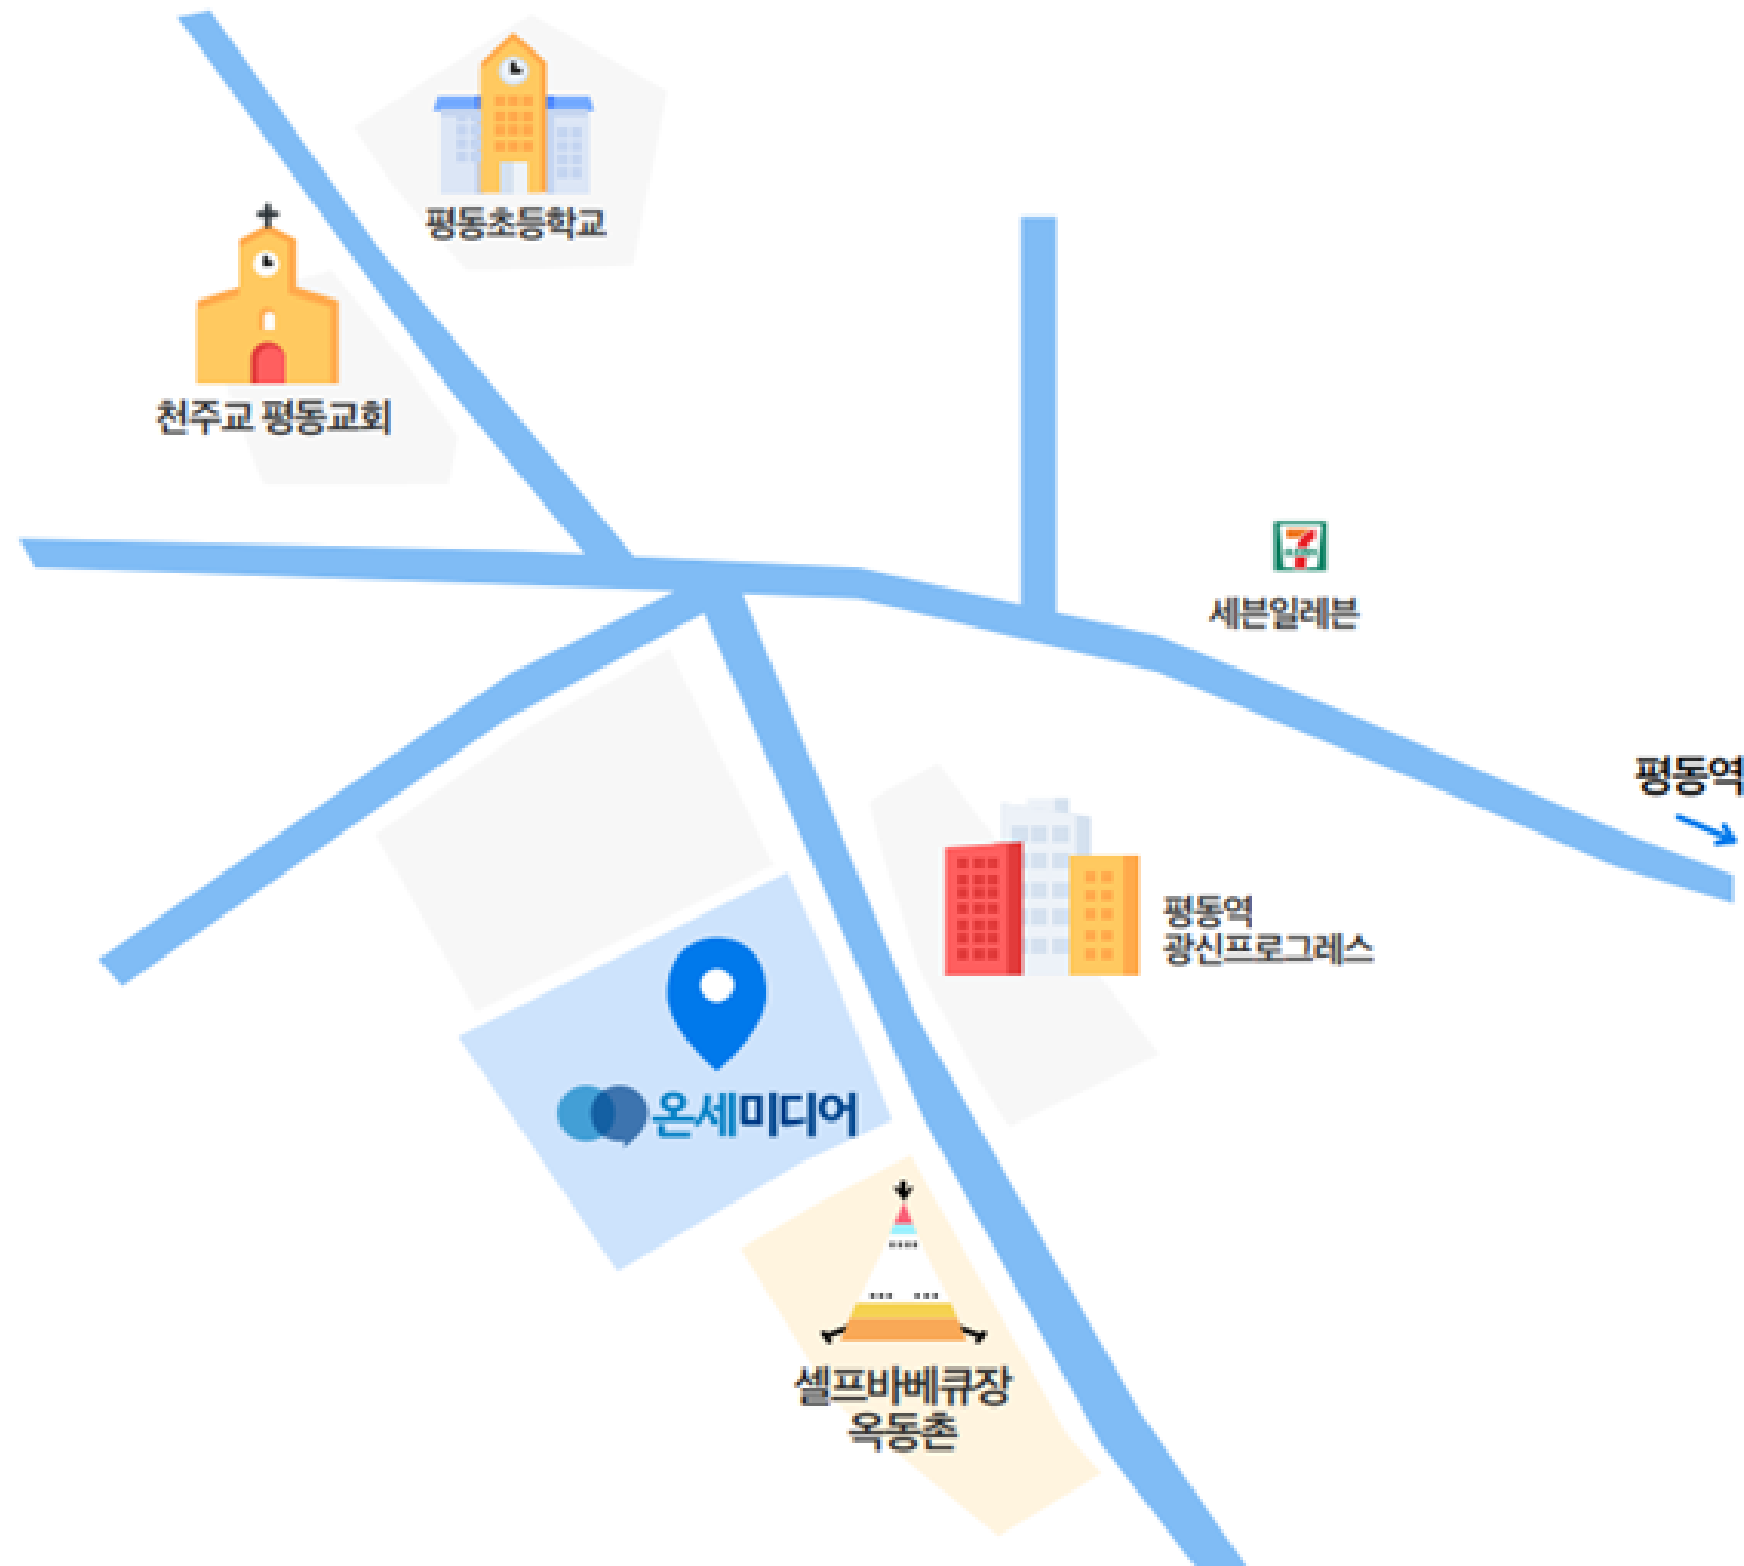 평동초등학교
천주교 평동교회
세븐일레븐
평동역
평동역
광신프로그레스
온세미디어
셀프바베큐장
옥동촌